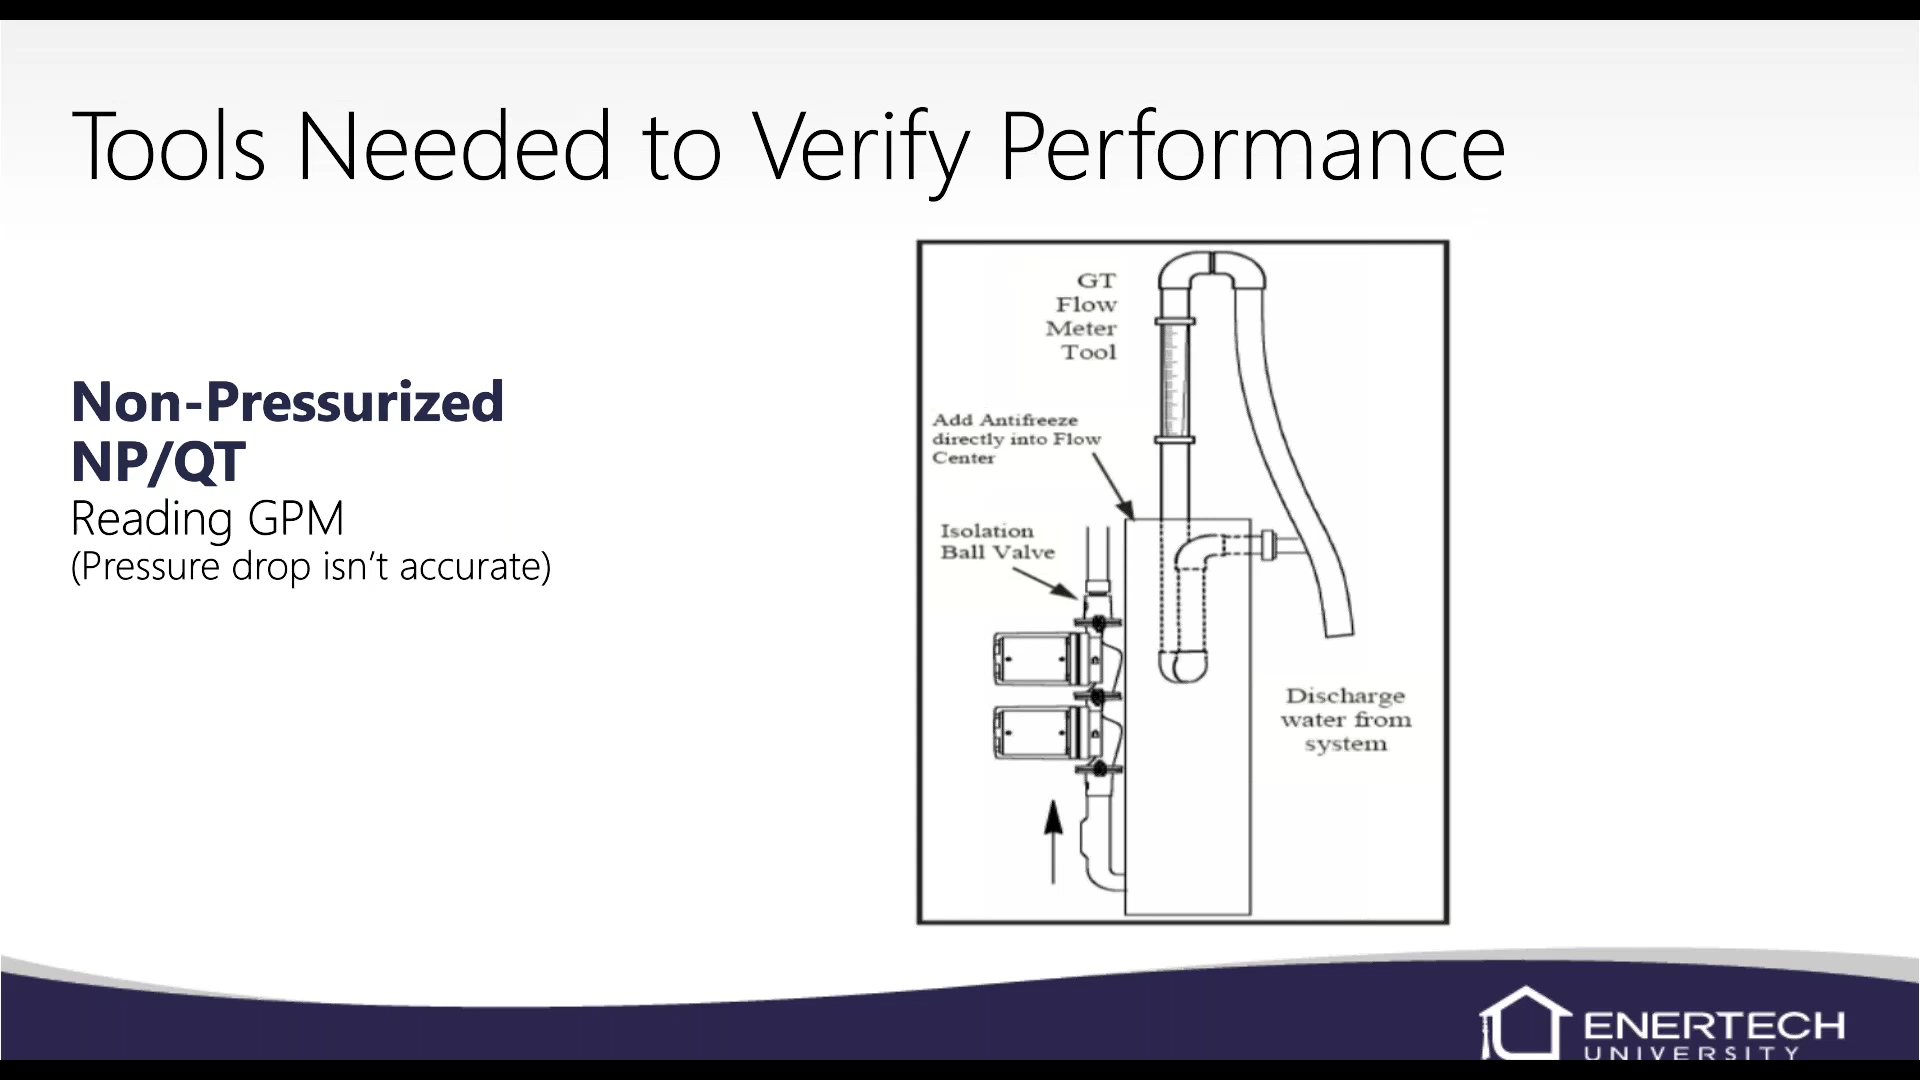 Tools Needed to Verify Performance
Non-Pressurized
NP/QT
Reading GPM
(Pressure drop isn’t accurate)
GT
Flow
Meter
Tool
Add Antifreeze
directly into Flow
Center
Isolation
Ball Valve
Discharge
water from
system
ENERTECH
UNIVERSITY